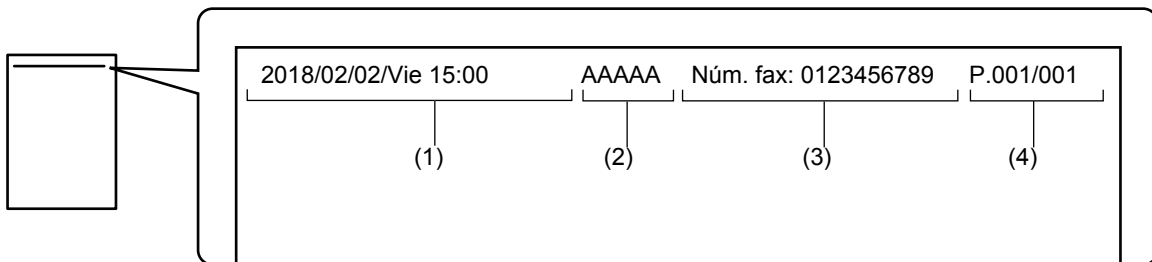 2018/02/02/Vie 15:00 AAAAA Núm. fax: 0123456789 P.001/001
(1) (2) (3) (4)